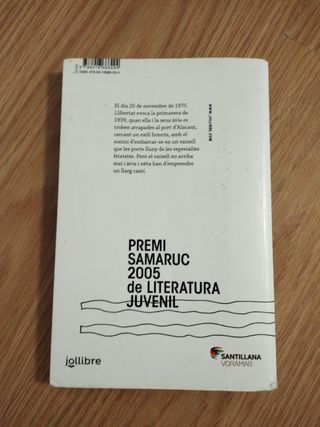 El dia 20 de novembre de 1975
Llibertat evoca la primavera de
1939, quan ella i la seua àvia es
troben atrapades al port d'Alacant,
cercant un exili honrós, amb el
somni d'embarcar-se en un vaixell
que les porte lluny de les represàlies
feixistes. Però el vaixell no arriba
mai i àvia i néta han d'emprendre
un llarg camí.
PREMI
SAMARUC
2005
de LITERATURA
JUVENIL
jollibre
SANTILLANA
VORAMAR